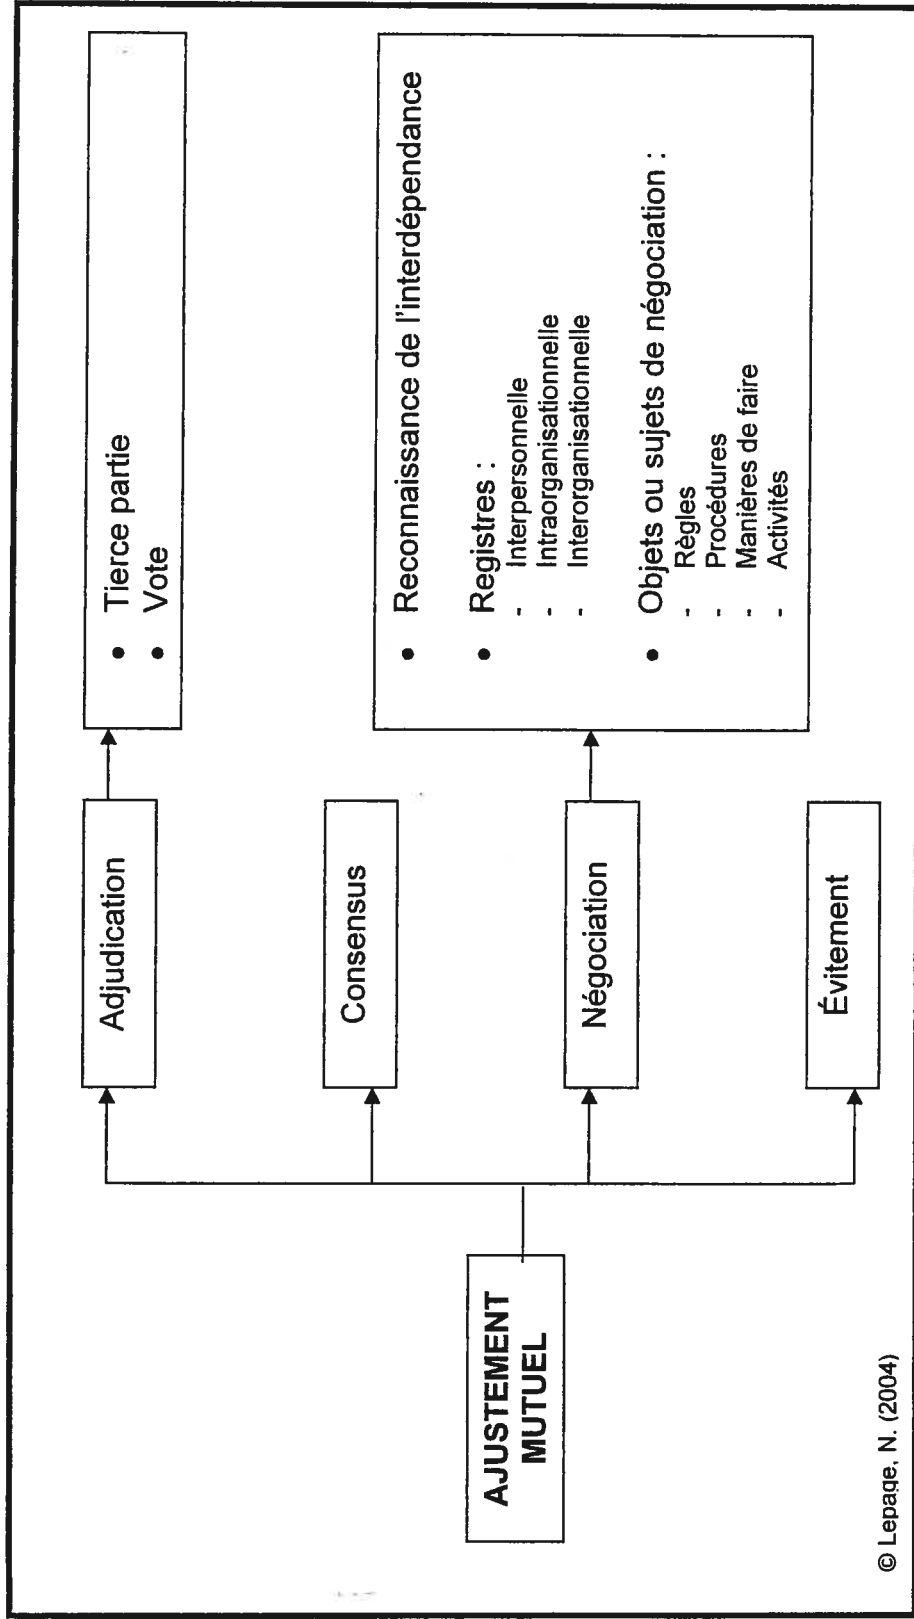 AJUSTEMENT
MUTUEL
Adjudication
• Tierce partie
• Vote
Consensus
Négociation
• Reconnaissance de l'interdépendance
• Registres :
- Interpersonnelle
- Intraorganisationnelle
- Interorganisationnelle
• Objets ou sujets de négociation :
- Règles
- Procédures
- Manières de faire
- Activités
Évitement
© Lepage, N. (2004)